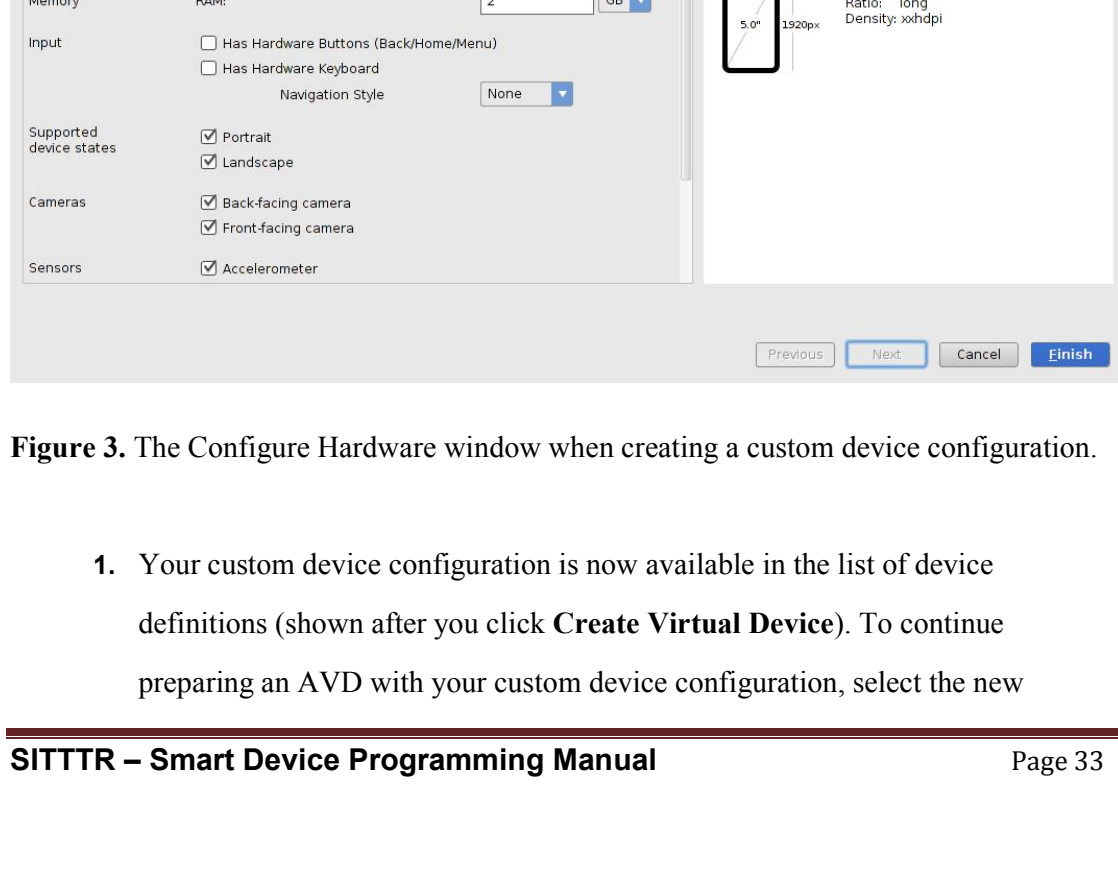 Memory RAM: 2 GB
Ratio: long
5.0" 1920px Density: xxhdpi
Input Has Hardware Buttons (Back/Home/Menu)
Has Hardware Keyboard
Navigation Style None
Supported
device states
Portrait
Landscape
Cameras Back-facing camera
Front-facing camera
Sensors Accelerometer
Previous Next Cancel Finish
Figure 3. The Configure Hardware window when creating a custom device configuration.
1. Your custom device configuration is now available in the list of device
definitions (shown after you click Create Virtual Device). To continue
preparing an AVD with your custom device configuration, select the new
SITTTR – Smart Device Programming Manual Page 33